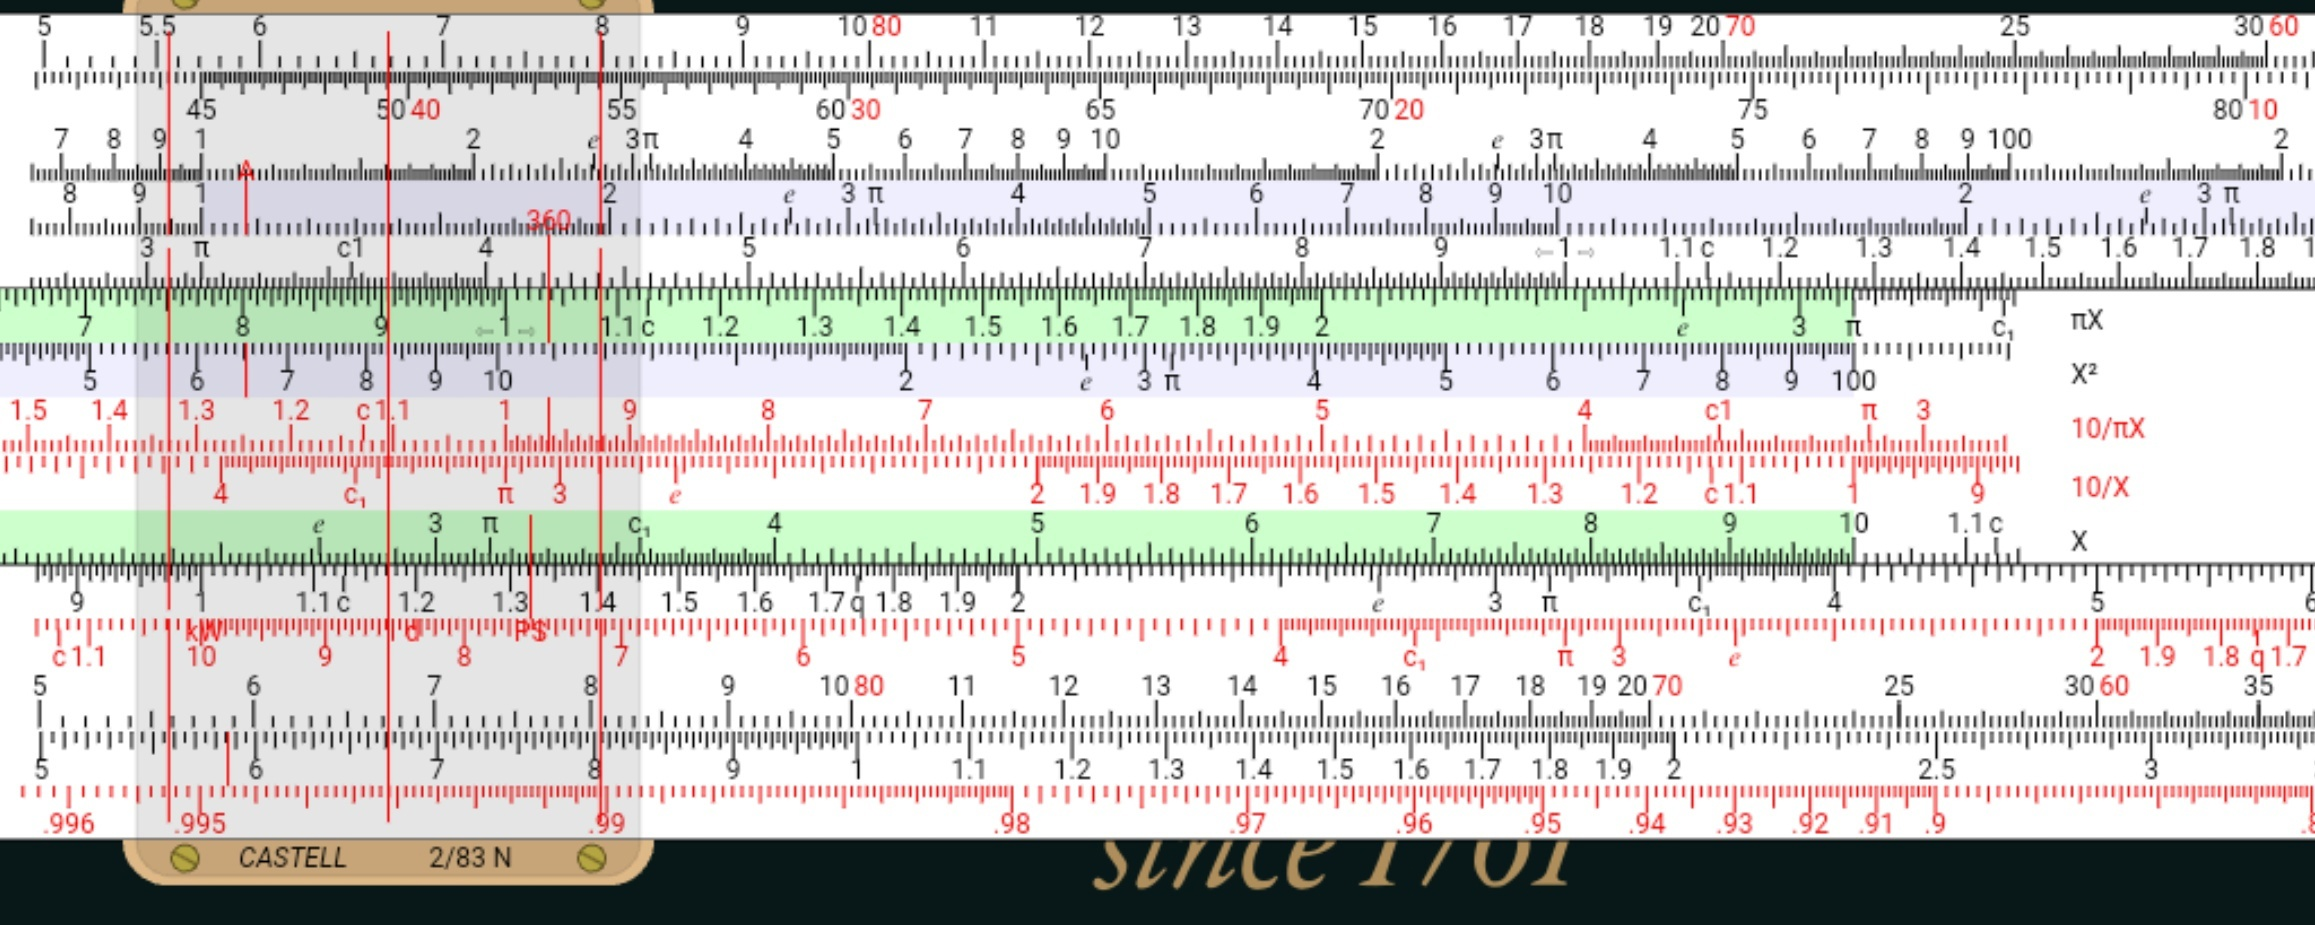 5 5.5 6 7 8 9 10 80 11 12 13 14 15 16 17 18 19 20 70 25 30 60
45 50 40 55 60 30 65 70 20 75 80 10
7 8 9 1 2 e 3 π 4 5 6 7 8 9 10 2 e 3 π 4 5 6 7 8 9 100 2
8 9 1 2 e 3 π 4 5 6 7 8 9 10 2 e 3 π
360
3 π c1 4 5 6 7 8 9 ←1→ 1.1 c 1.2 1.3 1.4 1.5 1.6 1.7 1.8
7 8 9 ←1→ 1.1 c 1.2 1.3 1.4 1.5 1.6 1.7 1.8 1.9 2 e 3 π c₁ πX
5 6 7 8 9 10 2 e 3 π 4 5 6 7 8 9 100 X²
1.5 1.4 1.3 1.2 c 1.1 1 9 8 7 6 5 4 c1 π 3 10/πX
4 c₁ π 3 e 2 1.9 1.8 1.7 1.6 1.5 1.4 1.3 1.2 c 1.1 1 9 10/X
e 3 π c₁ 4 5 6 7 8 9 10 1.1 c X
9 1 1.1 c 1.2 1.3 1.4 1.5 1.6 1.7 q 1.8 1.9 2 e 3 π c₁ 4 5 6
kW d PS
c 1.1 10 9 8 7 6 5 4 c₁ π 3 e 2 1.9 1.8 q 1.7
5 6 7 8 9 10 80 11 12 13 14 15 16 17 18 19 20 70 25 30 60 35
5 6 7 8 9 1 1.1 1.2 1.3 1.4 1.5 1.6 1.7 1.8 1.9 2 2.5 3
.996 .995 .99 .98 .97 .96 .95 .94 .93 .92 .91 .9
CASTELL 2/83 N
since 1761